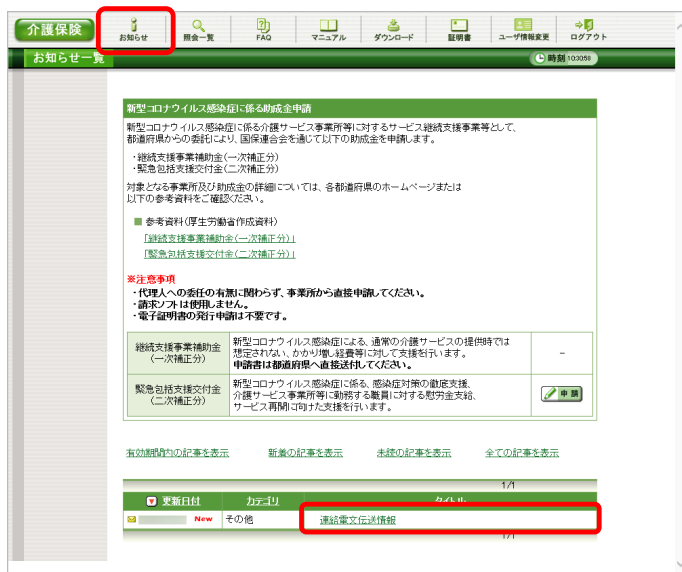 介護保険
お知らせ
照会一覧
FAQ
マニュアル
ダウンロード
証明書
ユーザ情報変更
ログアウト
お知らせ一覧
時刻 10:30:58
新型コロナウイルス感染症に係る助成金申請
新型コロナウイルス感染症に係る介護サービス事業所等に対するサービス継続支援事業等として、
都道府県からの委託により、国保連合会を通じて以下の助成金を申請します。
・継続支援事業補助金(一次補正分)
・緊急包括支援交付金(二次補正分)
対象となる事業所及び助成金の詳細については、各都道府県のホームページまたは
以下の参考資料をご確認ください。
■ 参考資料(厚生労働省作成資料)
「継続支援事業補助金(一次補正分)」
「緊急包括支援交付金(二次補正分)」
※注意事項
・代理人への委任の有無に関わらず、事業所から直接申請してください。
・請求ソフトは使用しません。
・電子証明書の発行申請は不要です。
継続支援事業補助金
(一次補正分)
新型コロナウイルス感染症による、通常の介護サービスの提供時では
想定されない、かかり増し経費等に対して支援を行います。
申請書は都道府県へ直接送付してください。
－
緊急包括支援交付金
(二次補正分)
新型コロナウイルス感染症に係る、感染症対策の徹底支援、
介護サービス事業所等に勤務する職員に対する慰労金支給、
サービス再開に向けた支援を行います。
申請
有効期間内の記事を表示 新着の記事を表示 未読の記事を表示 全ての記事を表示
1/1
更新日付 カテゴリ タイトル
New その他 連絡電文伝送情報
1/1